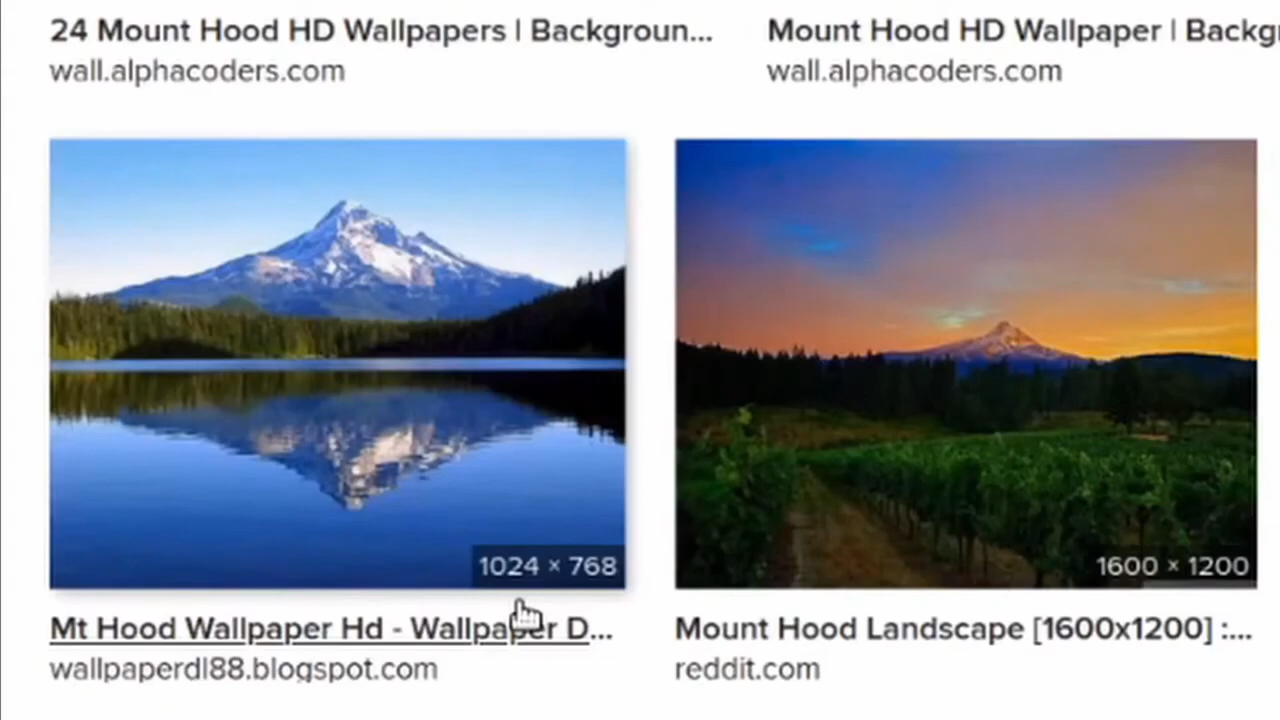 24 Mount Hood HD Wallpapers | Backgroun...
wall.alphacoders.com
Mount Hood HD Wallpaper | Backg
wall.alphacoders.com
1024 × 768
Mt Hood Wallpaper Hd - Wallpaper D...
wallpaperdl88.blogspot.com
1600 × 1200
Mount Hood Landscape [1600x1200] :...
reddit.com